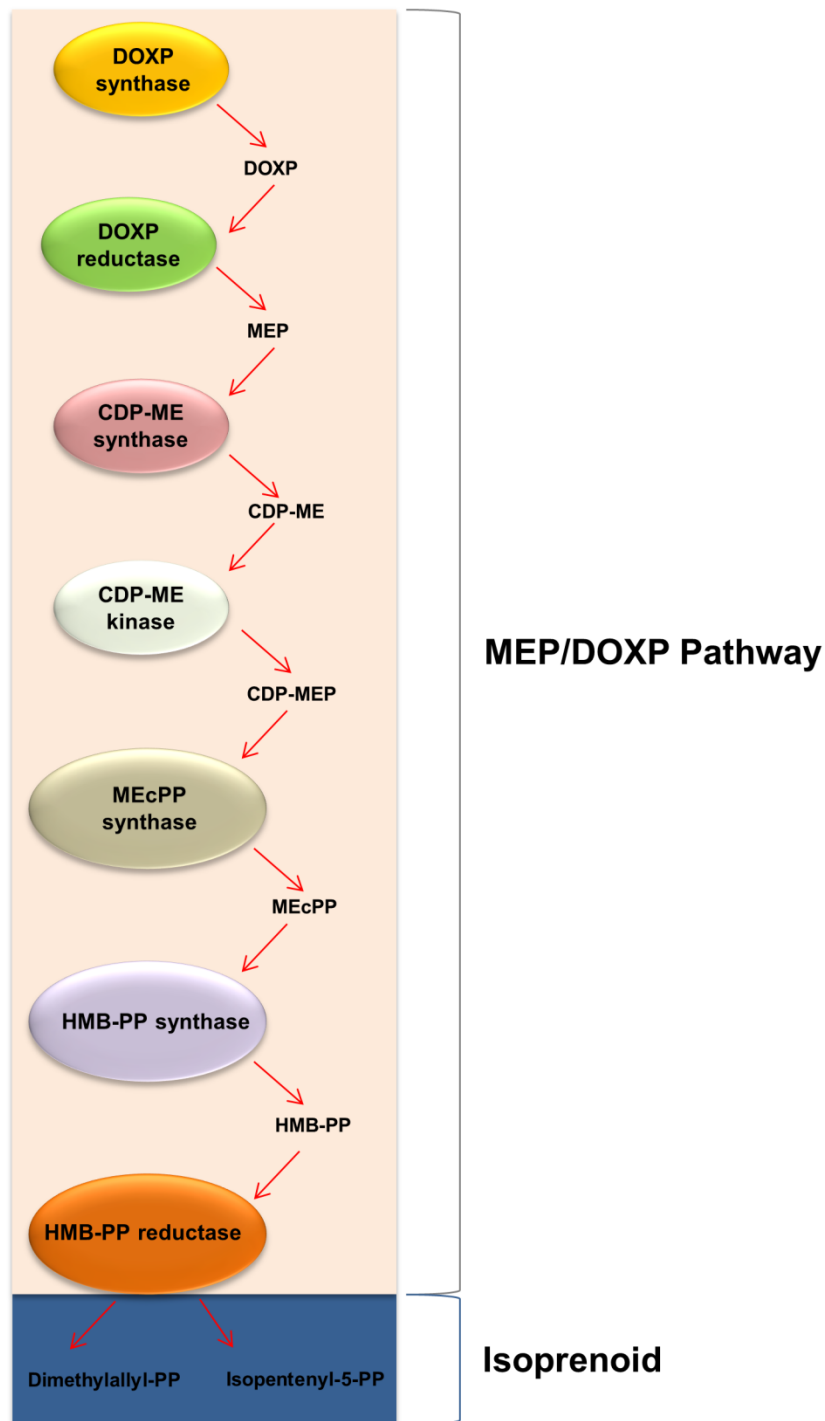 DOXP
synthase
DOXP
DOXP
reductase
MEP
CDP-ME
synthase
CDP-ME
CDP-ME
kinase
MEP/DOXP Pathway
CDP-MEP
MEcPP
synthase
MEcPP
HMB-PP synthase
HMB-PP
HMB-PP reductase
Isoprenoid
Dimethylallyl-PP
Isopentenyl-5-PP